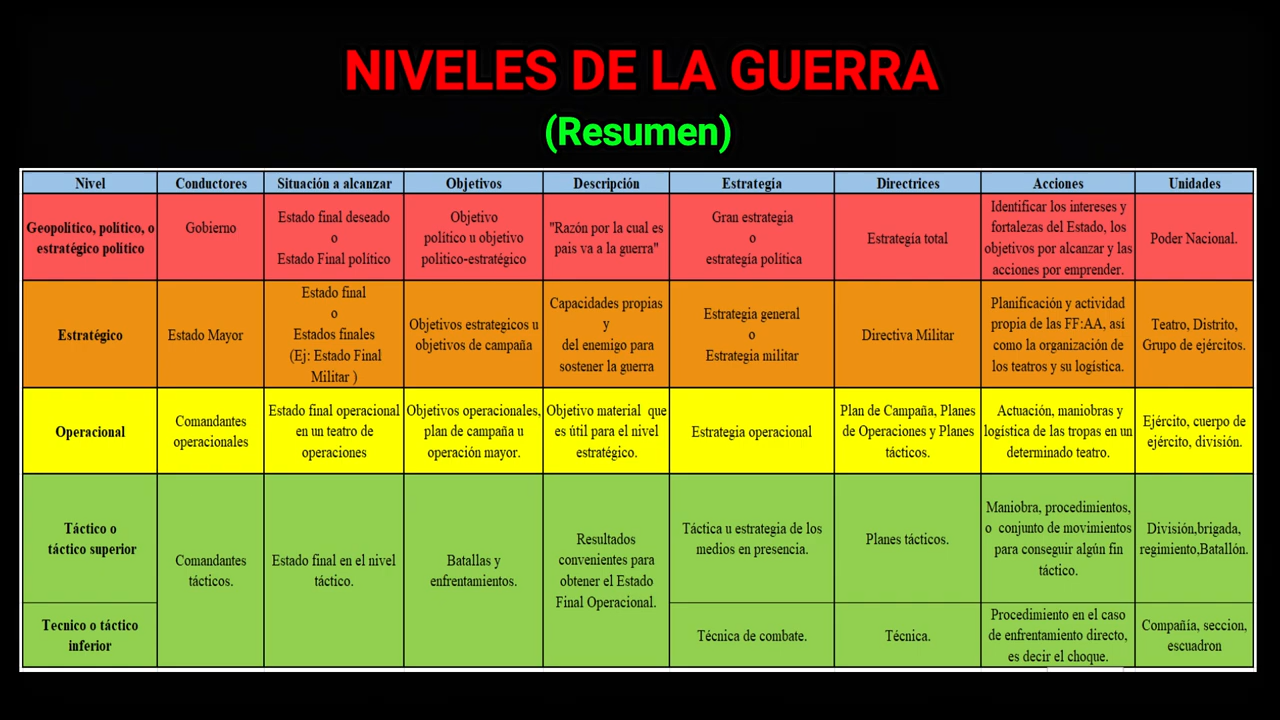 NIVELES DE LA GUERRA
(Resumen)
Nivel
Conductores
Situación a alcanzar
Objetivos
Descripción
Estrategía
Directrices
Acciones
Unidades
Geopolitico, politico, o
estratégico politico
Gobierno
Estado final deseado
o
Estado Final político
Objetivo
político u objetivo
político-estratégico
"Razón por la cual es
pais va a la guerra"
Gran estrategia
o
estrategía política
Estrategía total
Identificar los intereses y
fortalezas del Estado, los
objetivos por alcanzar y las
acciones por emprender.
Poder Nacional.
Estratégico
Estado Mayor
Estado final
o
Estados finales
(Ej: Estado Final
Militar )
Objetivos estrategicos u
objetivos de campaña
Capacidades propias
y
del enemigo para
sostener la guerra
Estrategía general
o
Estrategia militar
Directiva Militar
Planificación y actividad
propia de las FF:AA, así
como la organización de
los teatros y su logística.
Teatro, Distrito,
Grupo de ejércitos.
Operacional
Comandantes
operacionales
Estado final operacional
en un teatro de
operaciones
Objetivos operacionales,
plan de campaña u
operación mayor.
Objetivo material  que
es útil para el nivel
estratégico.
Estrategia operacional
Plan de Campaña, Planes
de Operaciones y Planes
tácticos.
Actuación, maniobras y
logística de las tropas en un
determinado teatro.
Ejército, cuerpo de
ejército, división.
Táctico o
táctico superior
Comandantes
tácticos.
Estado final en el nivel
táctico.
Batallas y
enfrentamientos.
Resultados
convenientes para
obtener el Estado
Final Operacional.
Táctica u estrategia de los
medios en presencia.
Planes tácticos.
Maniobra, procedimientos,
o  conjunto de movimientos
para conseguir algún fin
táctico.
División,brigada,
regimiento,Batallón.
Tecnico o táctico
inferior
Técnica de combate.
Técnica.
Procedimiento en el caso
de enfrentamiento directo,
es decir el choque.
Compañía, seccion,
escuadron